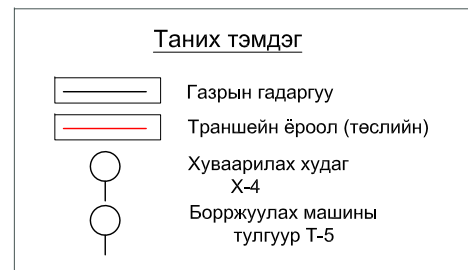 Таних тэмдэг
Газрын гадаргуу
Траншейн ёроол (төслийн)
Хуваарилах худаг
Х-4
Борржуулах машины
тулгуур Т-5